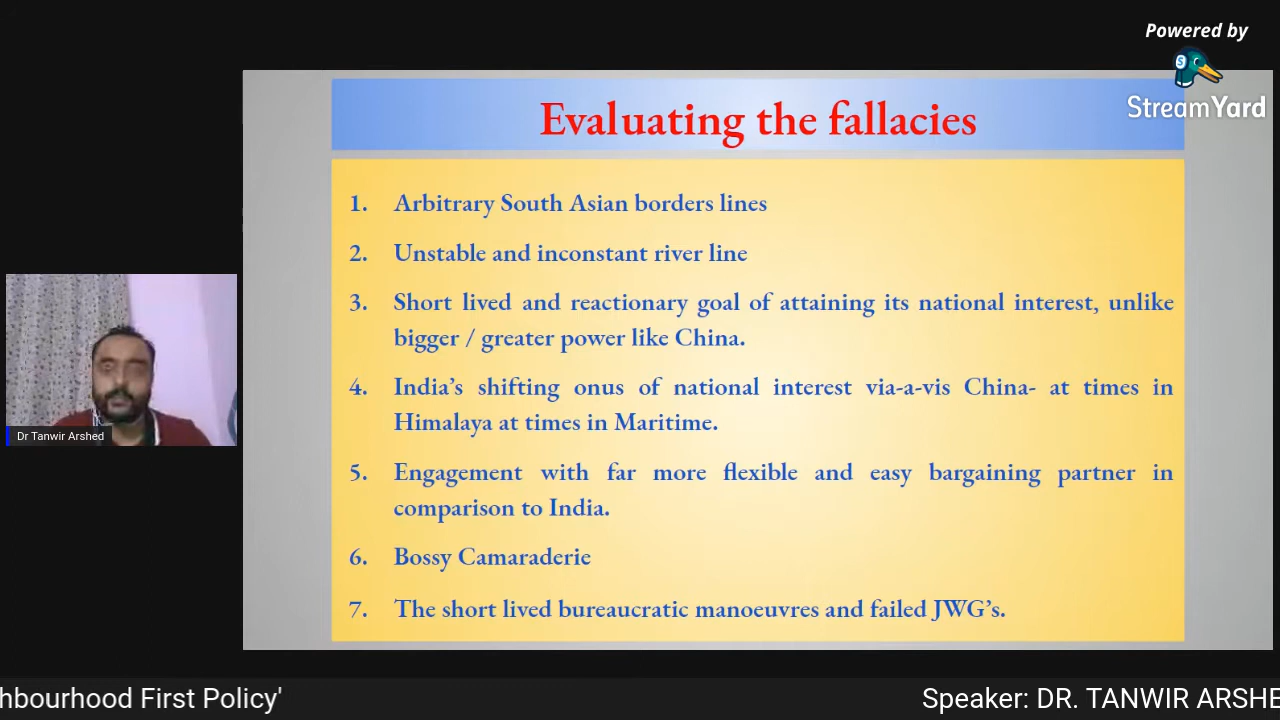 Powered by
StreamYard
Evaluating the fallacies
1. Arbitrary South Asian borders lines
2. Unstable and inconstant river line
3. Short lived and reactionary goal of attaining its national interest, unlike
bigger / greater power like China.
4. India's shifting onus of national interest via-a-vis China- at times in
Himalaya at times in Maritime.
5. Engagement with far more flexible and easy bargaining partner in
comparison to India.
6. Bossy Camaraderie
7. The short lived bureaucratic manoeuvres and failed JWG's.
Dr Tanwir Arshed
hbourhood First Policy' Speaker: DR. TANWIR ARSHE